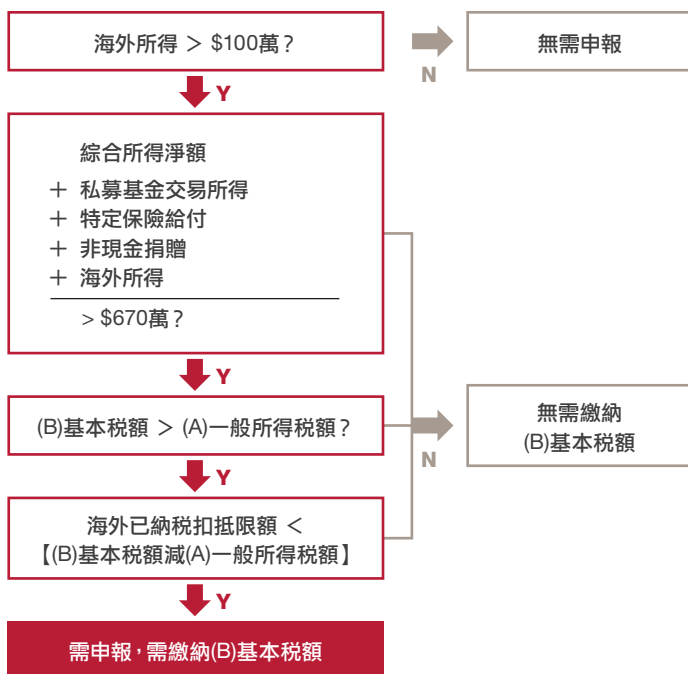 海外所得 > $100萬？
N
無需申報
Y
綜合所得淨額
＋ 私募基金交易所得
＋ 特定保險給付
＋ 非現金捐贈
＋ 海外所得
> $670萬？
Y
(B)基本稅額 > (A)一般所得稅額？
N
無需繳納
(B)基本稅額
Y
海外已納稅扣抵限額 <
【(B)基本稅額減(A)一般所得稅額】
Y
需申報，需繳納(B)基本稅額